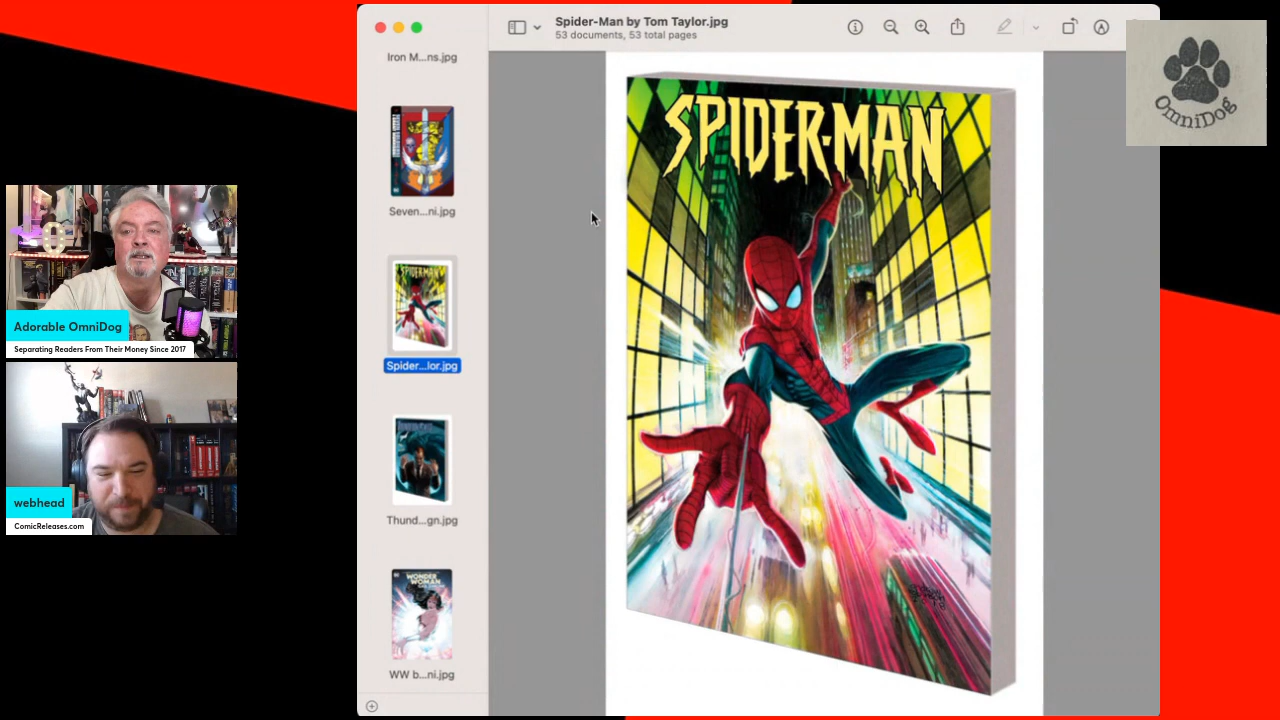 Spider-Man by Tom Taylor.jpg
53 documents, 53 total pages
Iron M...ns.jpg
Seven...ni.jpg
Spider...lor.jpg
Thund...gn.jpg
WONDER
WOMAN
WW b...ni.jpg
SPIDER-MAN
OmniDog
Adorable OmniDog
Separating Readers From Their Money Since 2017
webhead
ComicReleases.com